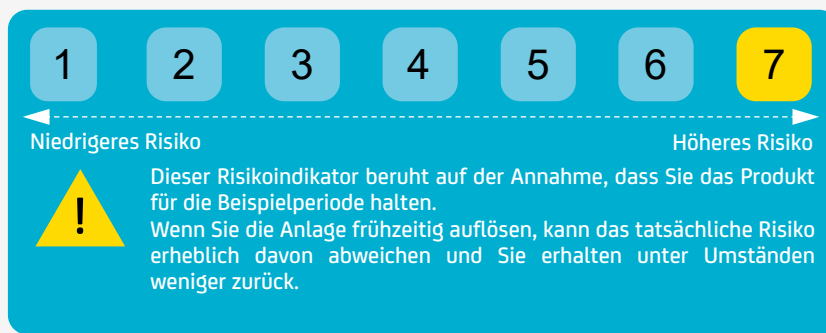 1 2 3 4 5 6 7
Niedrigeres Risiko Höheres Risiko
Dieser Risikoindikator beruht auf der Annahme, dass Sie das Produkt
für die Beispielperiode halten.
!
Wenn Sie die Anlage frühzeitig auflösen, kann das tatsächliche Risiko
erheblich davon abweichen und Sie erhalten unter Umständen
weniger zurück.